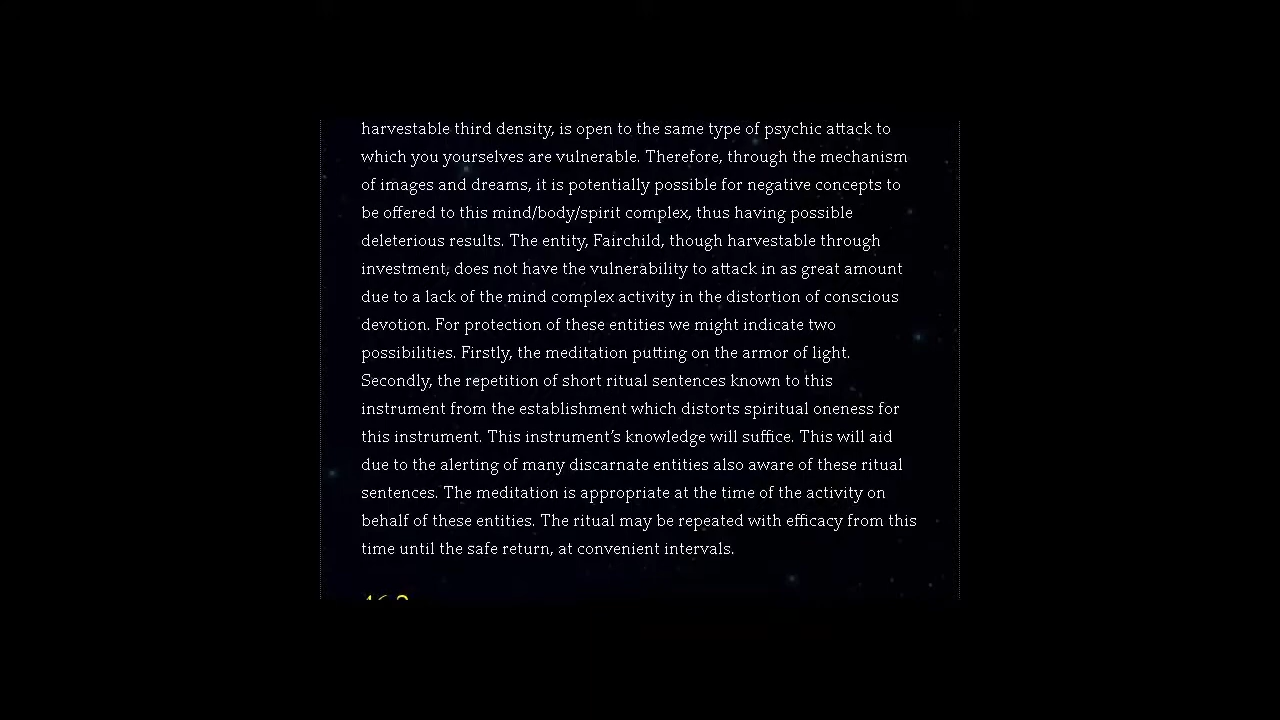 harvestable third density, is open to the same type of psychic attack to
which you yourselves are vulnerable. Therefore, through the mechanism
of images and dreams, it is potentially possible for negative concepts to
be offered to this mind/body/spirit complex, thus having possible
deleterious results. The entity, Fairchild, though harvestable through
investment, does not have the vulnerability to attack in as great amount
due to a lack of the mind complex activity in the distortion of conscious
devotion. For protection of these entities we might indicate two
possibilities. Firstly, the meditation putting on the armor of light.
Secondly, the repetition of short ritual sentences known to this
instrument from the establishment which distorts spiritual oneness for
this instrument. This instrument’s knowledge will suffice. This will aid
due to the alerting of many discarnate entities also aware of these ritual
sentences. The meditation is appropriate at the time of the activity on
behalf of these entities. The ritual may be repeated with efficacy from this
time until the safe return, at convenient intervals.